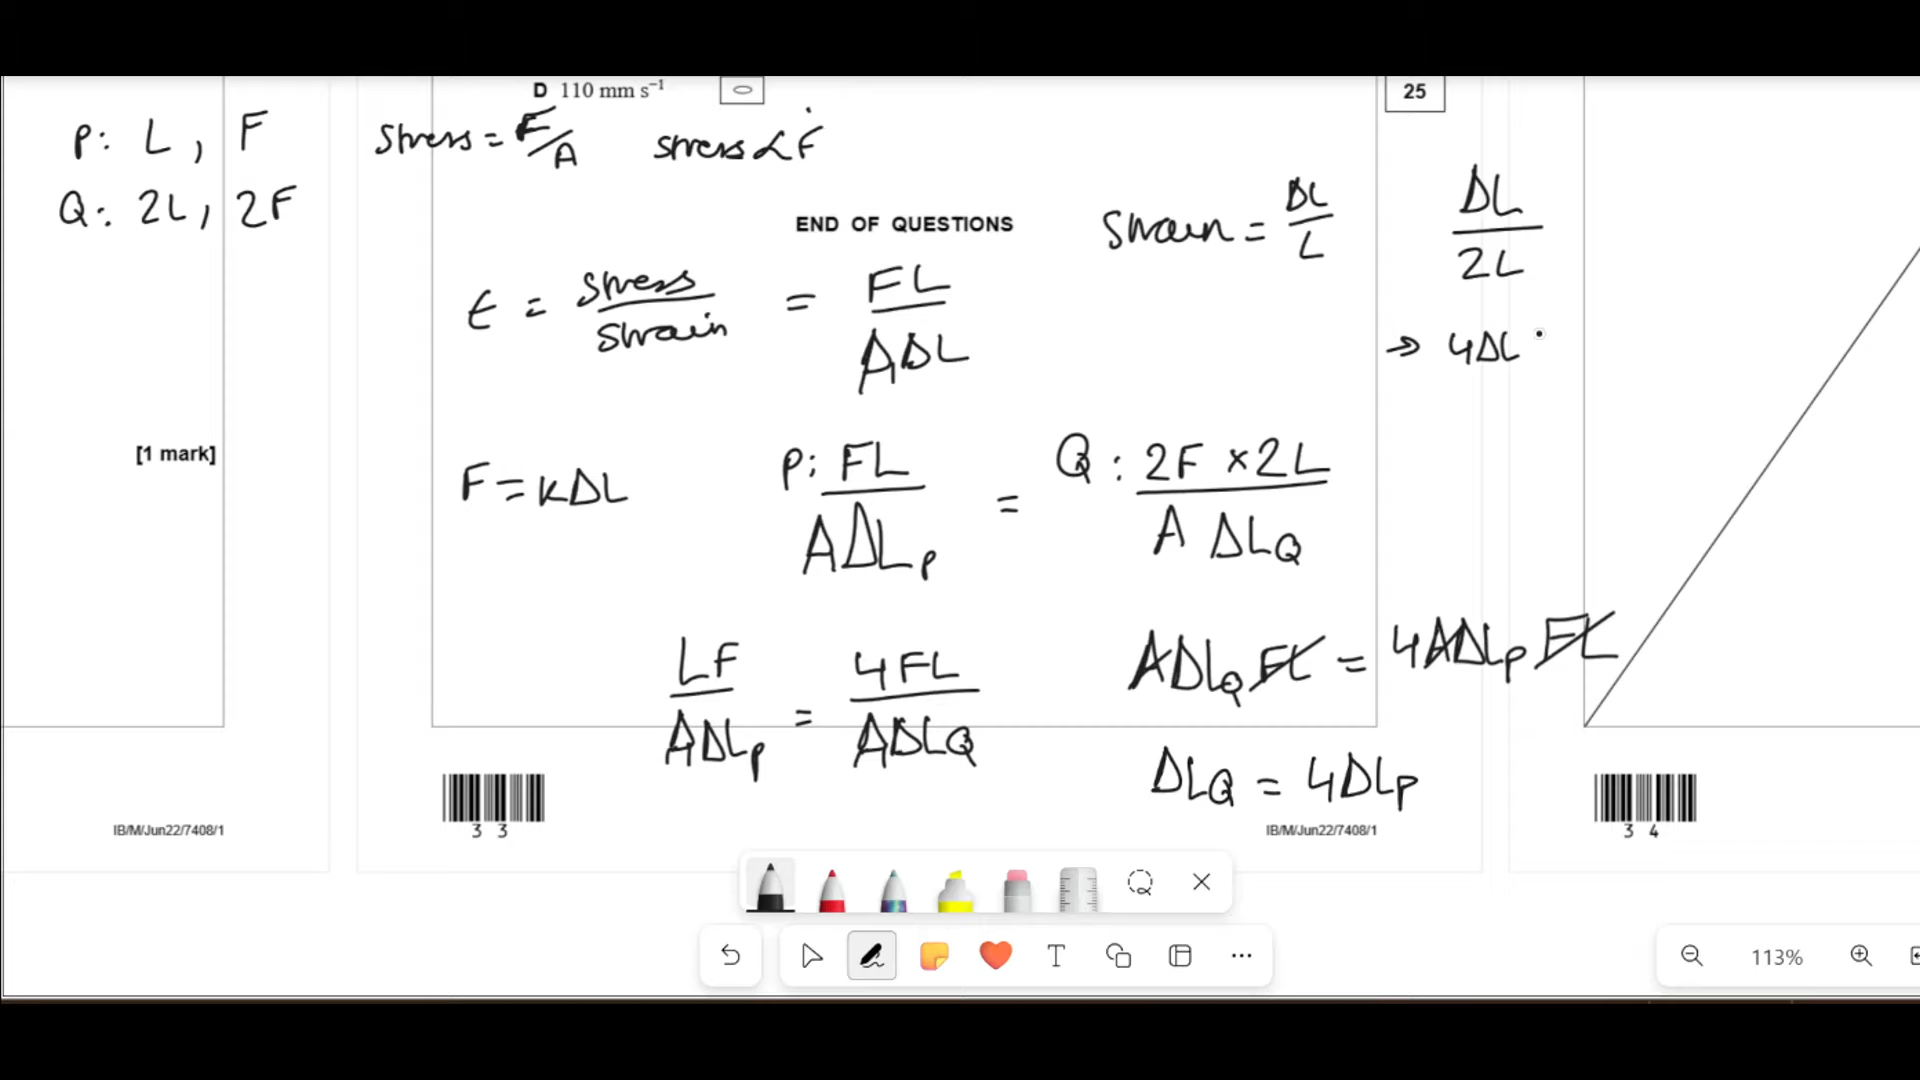 D 110 mm s⁻¹
25
P: L, F
Stress = F/A
stress ∝ F
Q: 2L, 2F
END OF QUESTIONS
Strain = ΔL/L
ΔL/2L
E = stress/strain = FL/AΔL
→ 4ΔL
[1 mark]
F = kΔL
P: FL/AΔLp = Q: 2F × 2L/A ΔLQ
LF/AΔLp = 4FL/AΔLQ
AΔLQ FL = 4AΔLp FL
ΔLQ = 4ΔLp
3 3
3 4
IB/M/Jun22/7408/1
IB/M/Jun22/7408/1
113%